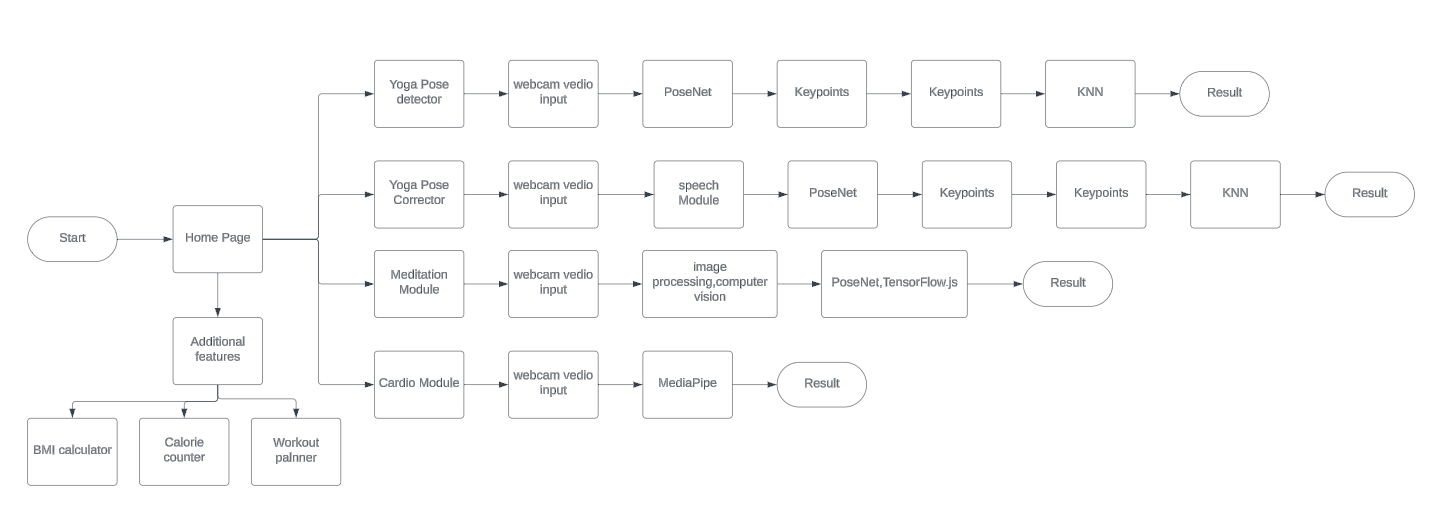 Yoga Pose
detector
webcam vedio
input
PoseNet
Keypoints
Keypoints
KNN
Result
Yoga Pose
Corrector
webcam vedio
input
speech
Module
PoseNet
Keypoints
Keypoints
KNN
Result
Start
Home Page
Meditation
Module
webcam vedio
input
image
processing,computer
vision
PoseNet,TensorFlow.js
Result
Additional
features
Cardio Module
webcam vedio
input
MediaPipe
Result
BMI calculator
Calorie
counter
Workout
palnner